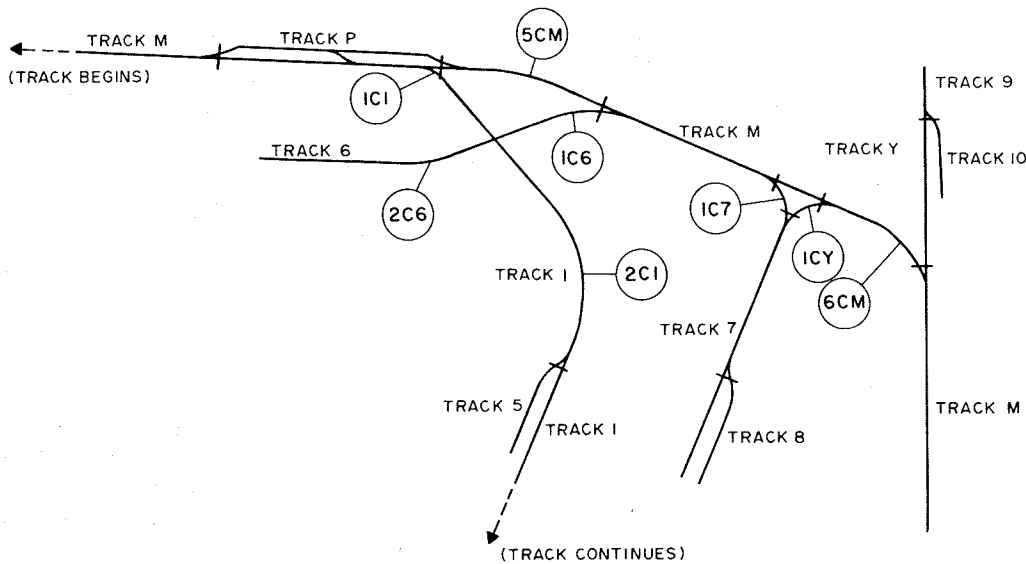 TRACK M
TRACK P
5CM
(TRACK BEGINS)
TRACK 9
1C1
TRACK M
TRACK 6
1C6
TRACK Y
TRACK 10
2C6
1C7
1CY
TRACK 1
2C1
6CM
TRACK 7
TRACK 5
TRACK M
TRACK 1
TRACK 8
(TRACK CONTINUES)